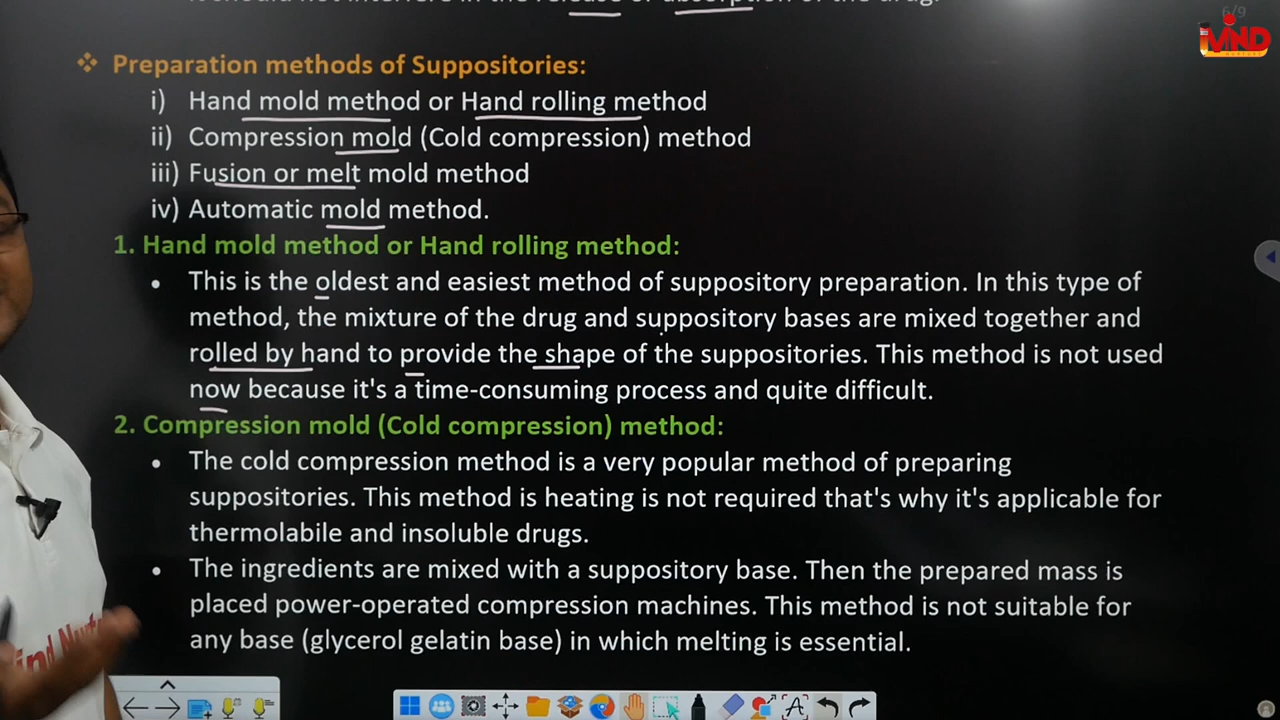 6/9
❖ Preparation methods of Suppositories:
i) Hand mold method or Hand rolling method
ii) Compression mold (Cold compression) method
iii) Fusion or melt mold method
iv) Automatic mold method.
1. Hand mold method or Hand rolling method:
• This is the oldest and easiest method of suppository preparation. In this type of
method, the mixture of the drug and suppository bases are mixed together and
rolled by hand to provide the shape of the suppositories. This method is not used
now because it's a time-consuming process and quite difficult.
2. Compression mold (Cold compression) method:
• The cold compression method is a very popular method of preparing
suppositories. This method is heating is not required that's why it's applicable for
thermolabile and insoluble drugs.
• The ingredients are mixed with a suppository base. Then the prepared mass is
placed power-operated compression machines. This method is not suitable for
any base (glycerol gelatin base) in which melting is essential.